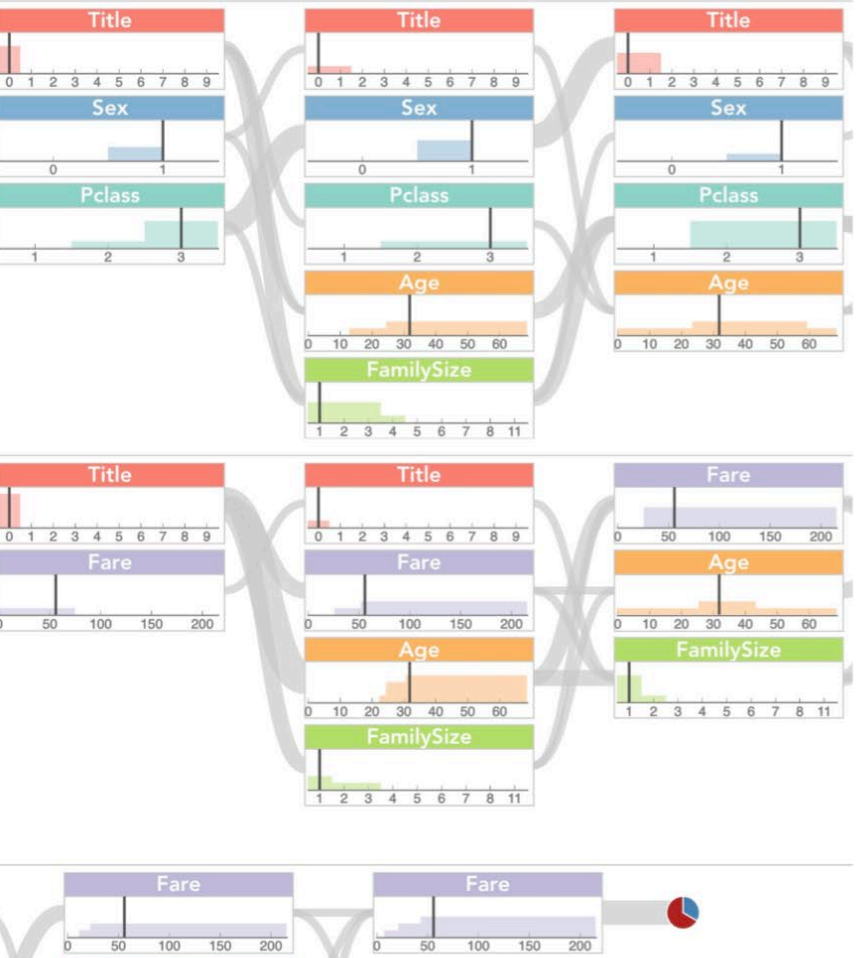 Title Title Title
0 1 2 3 4 5 6 7 8 9 0 1 2 3 4 5 6 7 8 9 0 1 2 3 4 5 6 7 8 9
Sex Sex Sex
0 1 0 1 0 1
Pclass Pclass Pclass
1 2 3 1 2 3 1 2 3
Age Age
0 10 20 30 40 50 60 0 10 20 30 40 50 60
FamilySize
1 2 3 4 5 6 7 8 11
Title Title Fare
0 1 2 3 4 5 6 7 8 9 0 1 2 3 4 5 6 7 8 9 0 50 100 150 200
Fare Fare Age
0 50 100 150 200 0 50 100 150 200 0 10 20 30 40 50 60
Age FamilySize
0 10 20 30 40 50 60 1 2 3 4 5 6 7 8 11
FamilySize
1 2 3 4 5 6 7 8 11
Fare Fare
0 50 100 150 200 0 50 100 150 200